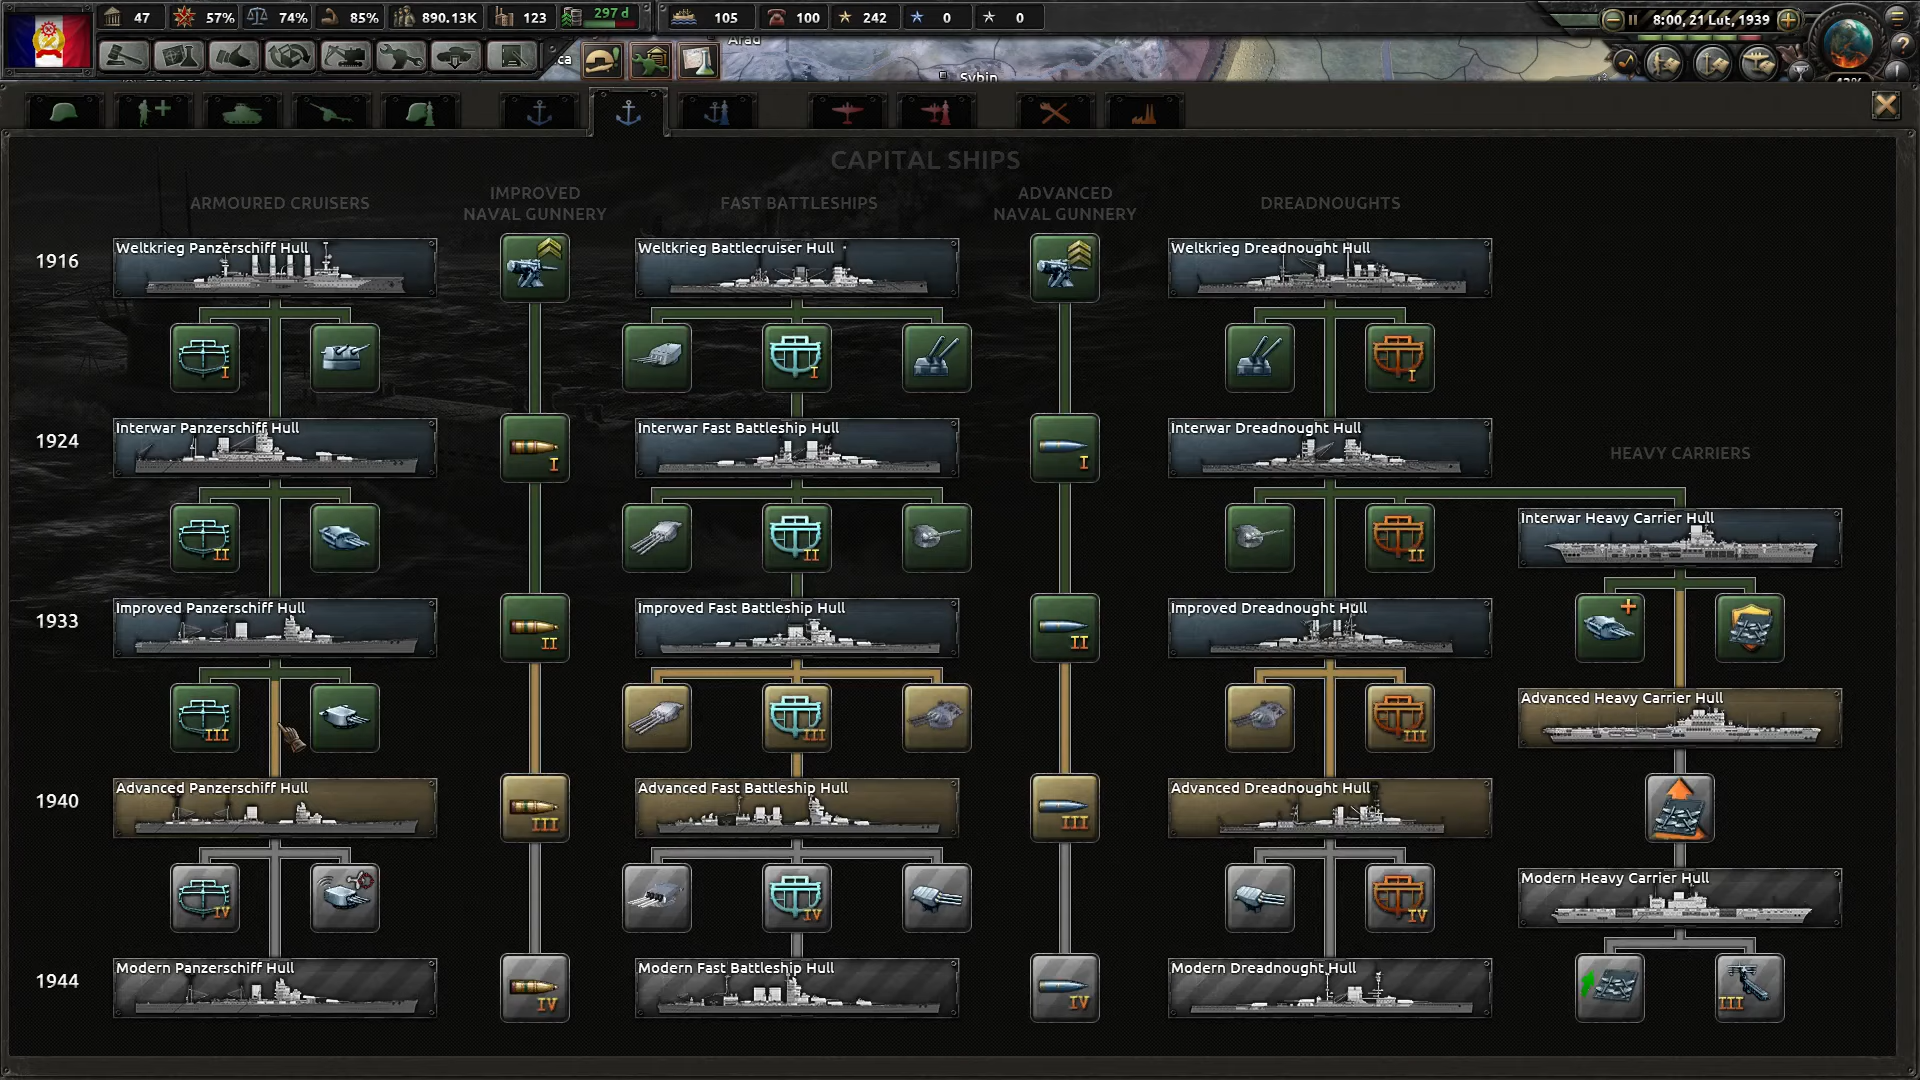 47
57%
74%
85%
890.13K
123
297 d
105
100
242
0
0
8:00, 21 Lut, 1939
Arad
ca
Sybin
CAPITAL SHIPS
ARMOURED CRUISERS
IMPROVED
NAVAL GUNNERY
FAST BATTLESHIPS
ADVANCED
NAVAL GUNNERY
DREADNOUGHTS
1916
Weltkrieg Panzerschiff Hull
Weltkrieg Battlecruiser Hull
Weltkrieg Dreadnought Hull
I
I
I
1924
Interwar Panzerschiff Hull
I
Interwar Fast Battleship Hull
I
Interwar Dreadnought Hull
HEAVY CARRIERS
II
II
II
Interwar Heavy Carrier Hull
1933
Improved Panzerschiff Hull
II
Improved Fast Battleship Hull
II
Improved Dreadnought Hull
III
III
III
Advanced Heavy Carrier Hull
1940
Advanced Panzerschiff Hull
III
Advanced Fast Battleship Hull
III
Advanced Dreadnought Hull
IV
IV
IV
Modern Heavy Carrier Hull
1944
Modern Panzerschiff Hull
IV
Modern Fast Battleship Hull
IV
Modern Dreadnought Hull
III